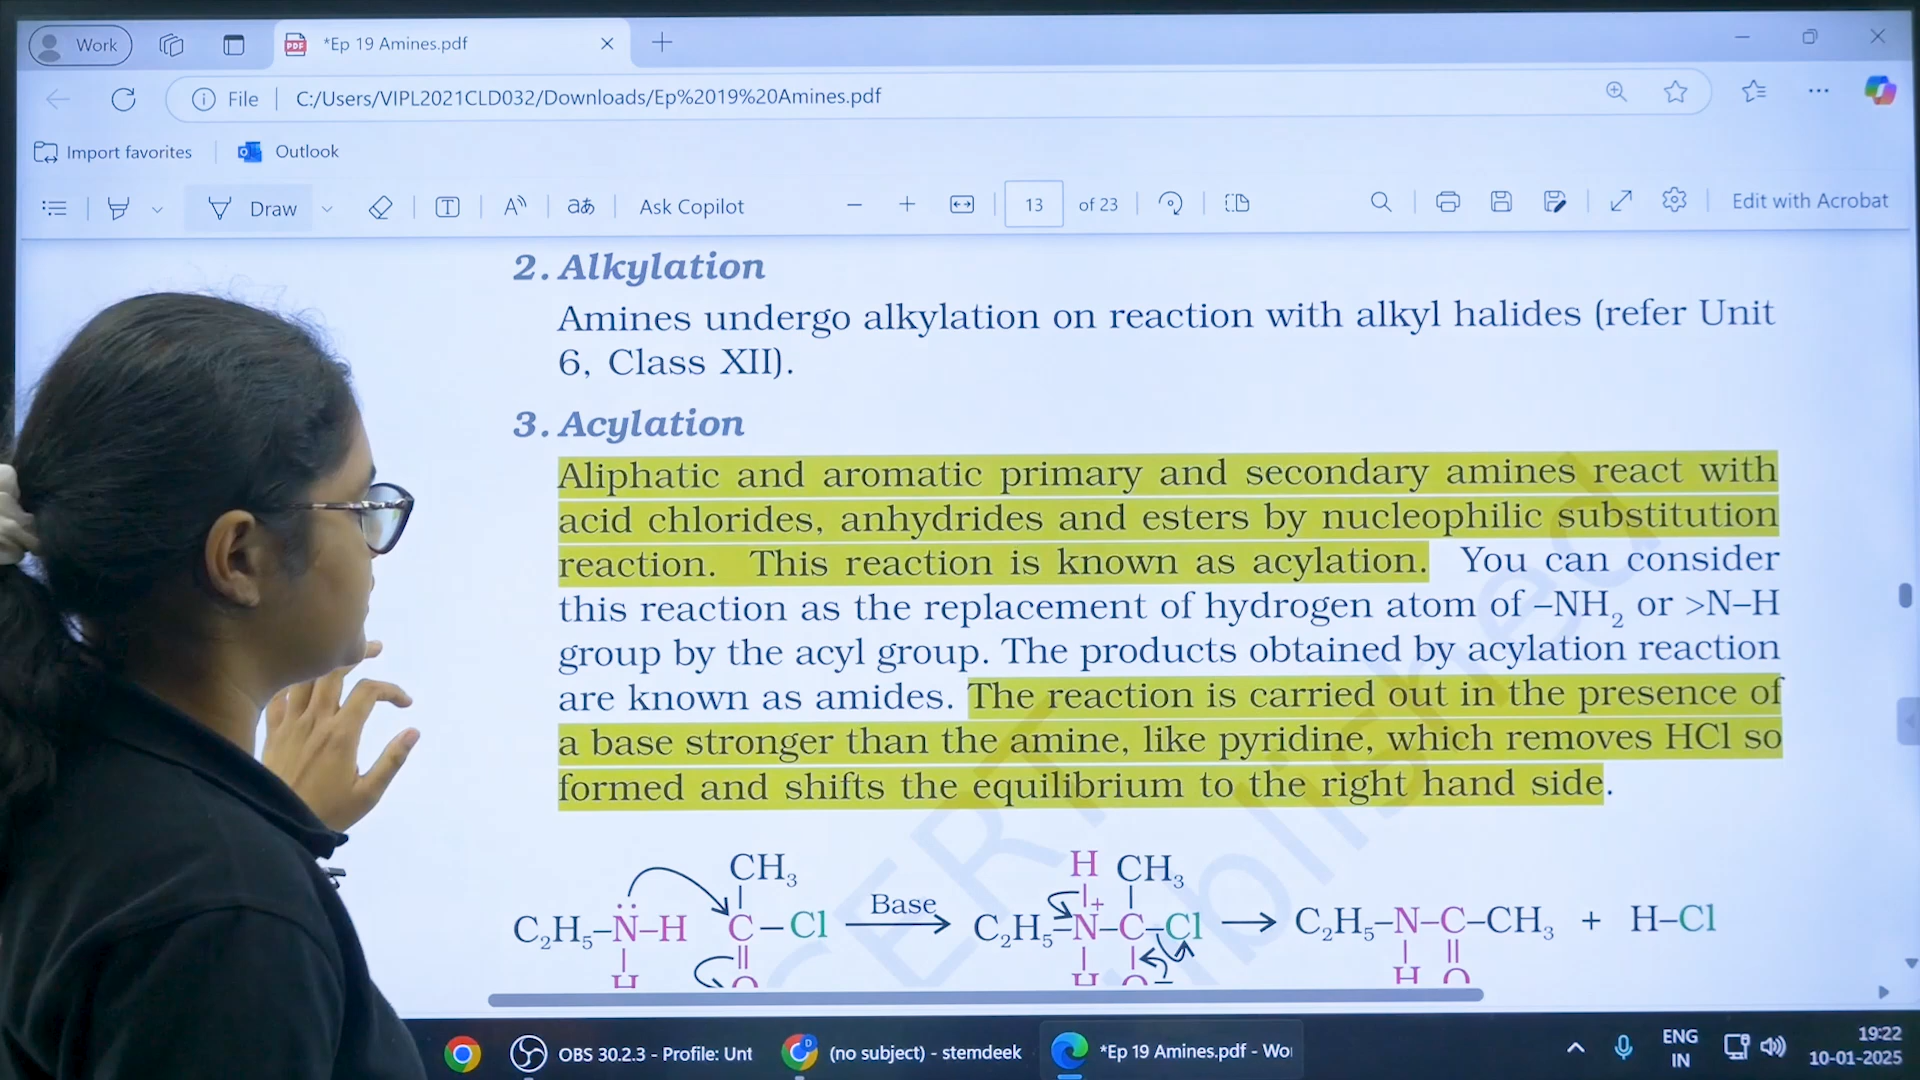 Work
*Ep 19 Amines.pdf
File
C:/Users/VIPL2021CLD032/Downloads/Ep%2019%20Amines.pdf
Import favorites
Outlook
Draw
Ask Copilot
13 of 23
Edit with Acrobat
2. Alkylation
Amines undergo alkylation on reaction with alkyl halides (refer Unit
6, Class XII).
3. Acylation
Aliphatic and aromatic primary and secondary amines react with
acid chlorides, anhydrides and esters by nucleophilic substitution
reaction. This reaction is known as acylation. You can consider
this reaction as the replacement of hydrogen atom of –NH₂ or >N–H
group by the acyl group. The products obtained by acylation reaction
are known as amides. The reaction is carried out in the presence of
a base stronger than the amine, like pyridine, which removes HCl so
formed and shifts the equilibrium to the right hand side.
CH₃ H CH₃
C₂H₅–N–H C–Cl Base C₂H₅–N–C–Cl C₂H₅–N–C–CH₃ + H–Cl
H O H O H O
OBS 30.2.3 - Profile: Unt
(no subject) - stemdeek
*Ep 19 Amines.pdf - Wo
ENG
IN
19:22
10-01-2025